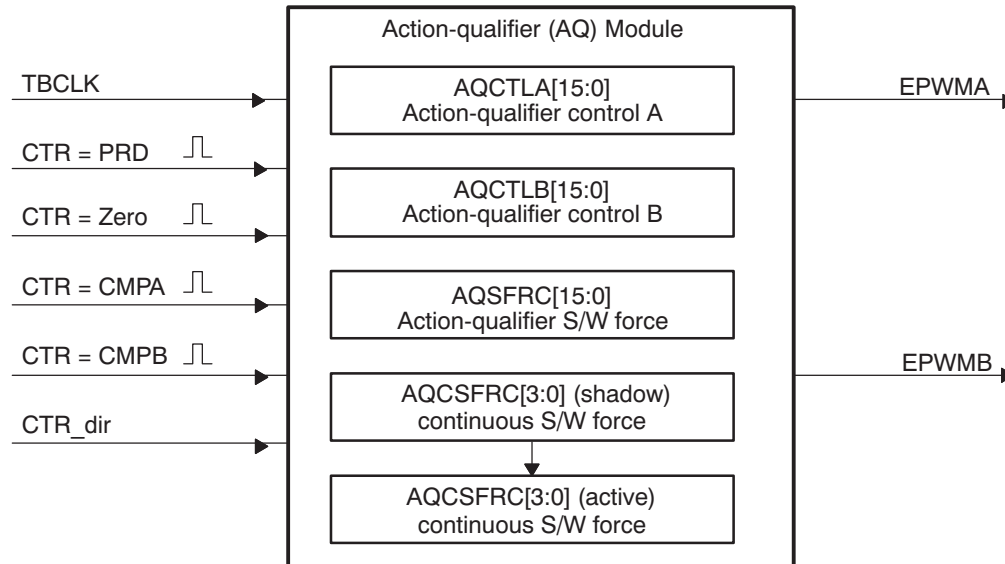 Action-qualifier (AQ) Module
TBCLK
CTR = PRD
CTR = Zero
CTR = CMPA
CTR = CMPB
CTR_dir
AQCTLA[15:0]
Action-qualifier control A
AQCTLB[15:0]
Action-qualifier control B
AQSFRC[15:0]
Action-qualifier S/W force
AQCSFRC[3:0] (shadow)
continuous S/W force
AQCSFRC[3:0] (active)
continuous S/W force
EPWMA
EPWMB